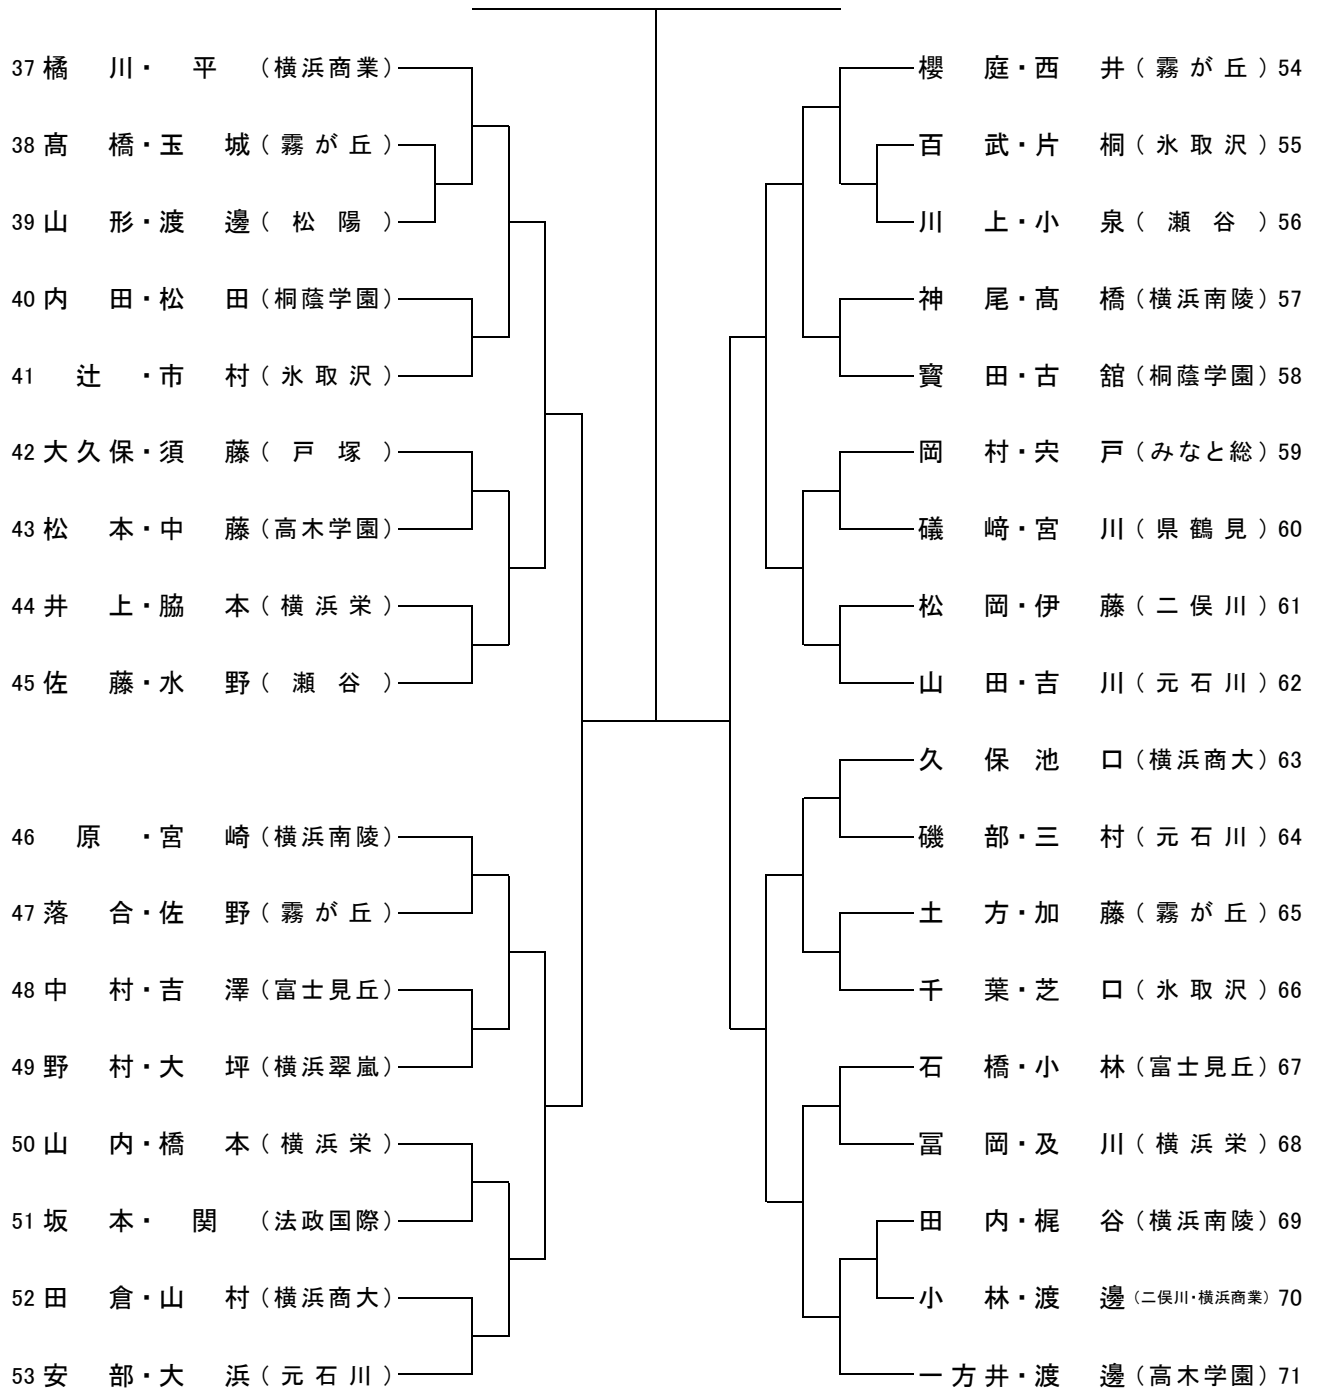 37 橘川・平 （横浜商業）
38 髙橋・玉城 （霧が丘）
39 山形・渡邊 （松陽）
40 内田・松田 （桐蔭学園）
41 辻・市村 （氷取沢）
42 大久保・須藤 （戸塚）
43 松本・中藤 （高木学園）
44 井上・脇本 （横浜栄）
45 佐藤・水野 （瀬谷）
46 原・宮崎 （横浜南陵）
47 落合・佐野 （霧が丘）
48 中村・吉澤 （富士見丘）
49 野村・大坪 （横浜翠嵐）
50 山内・橋本 （横浜栄）
51 坂本・関 （法政国際）
52 田倉・山村 （横浜商大）
53 安部・大浜 （元石川）
櫻庭・西井 （霧が丘） 54
百武・片桐 （氷取沢） 55
川上・小泉 （瀬谷） 56
神尾・髙橋 （横浜南陵） 57
寳田・古舘 （桐蔭学園） 58
岡村・宍戸 （みなと総） 59
礒﨑・宮川 （県鶴見） 60
松岡・伊藤 （二俣川） 61
山田・吉川 （元石川） 62
久保池口 （横浜商大） 63
磯部・三村 （元石川） 64
土方・加藤 （霧が丘） 65
千葉・芝口 （氷取沢） 66
石橋・小林 （富士見丘） 67
冨岡・及川 （横浜栄） 68
田内・梶谷 （横浜南陵） 69
小林・渡邊 （二俣川・横浜商業） 70
一方井・渡邊 （高木学園） 71